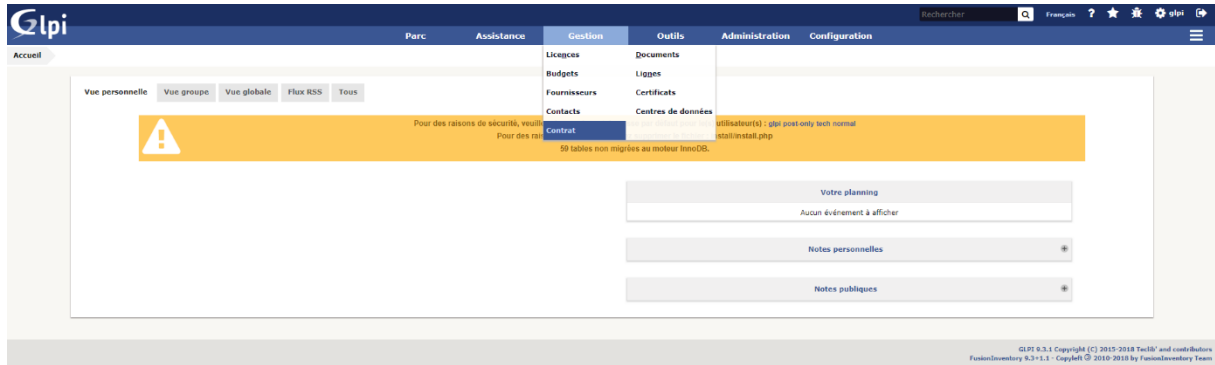 Glpi
Rechercher Français ? glpi
Parc Assistance Gestion Outils Administration Configuration
Accueil
Licences Documents
Budgets Lignes
Fournisseurs Certificats
Contacts Centres de données
Contrat
Vue personnelle Vue groupe Vue globale Flux RSS Tous
Pour des raisons de sécurité, veuill utilisateur(s) : glpi post-only tech normal
Pour des rai install/install.php
59 tables non migrées au moteur InnoDB.
Votre planning
Aucun événement à afficher
Notes personnelles
Notes publiques
GLPI 9.3.1 Copyright (C) 2015-2018 Teclib' and contributors
FusionInventory 9.3+1.1 - Copyleft 2010-2018 by FusionInventory Team